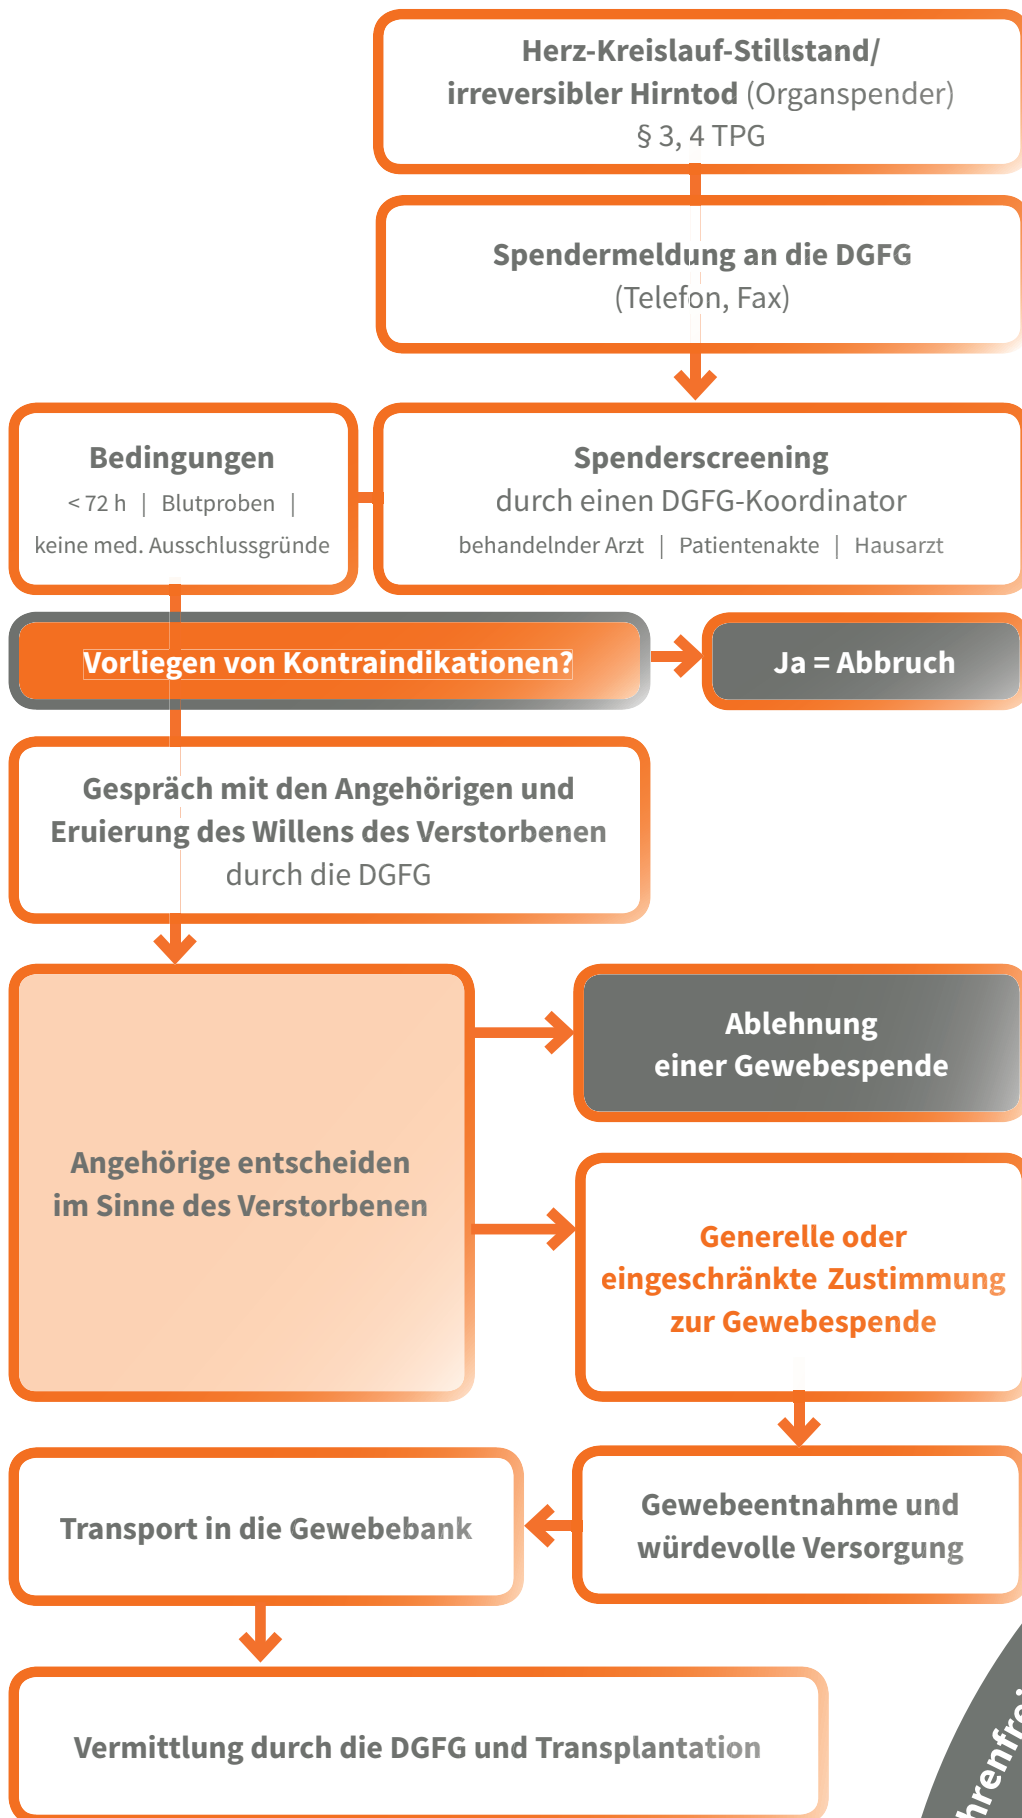 Herz-Kreislauf-Stillstand/
irreversibler Hirntod (Organspender)
§ 3, 4 TPG
Spendermeldung an die DGFG
(Telefon, Fax)
Bedingungen
< 72 h | Blutproben |
keine med. Ausschlussgründe
Spenderscreening
durch einen DGFG-Koordinator
behandelnder Arzt | Patientenakte | Hausarzt
Vorliegen von Kontraindikationen?
Ja = Abbruch
Gespräch mit den Angehörigen und
Eruierung des Willens des Verstorbenen
durch die DGFG
Angehörige entscheiden
im Sinne des Verstorbenen
Ablehnung
einer Gewebespende
Generelle oder
eingeschränkte Zustimmung
zur Gewebespende
Gewebeentnahme und
würdevolle Versorgung
Transport in die Gewebebank
Vermittlung durch die DGFG und Transplantation